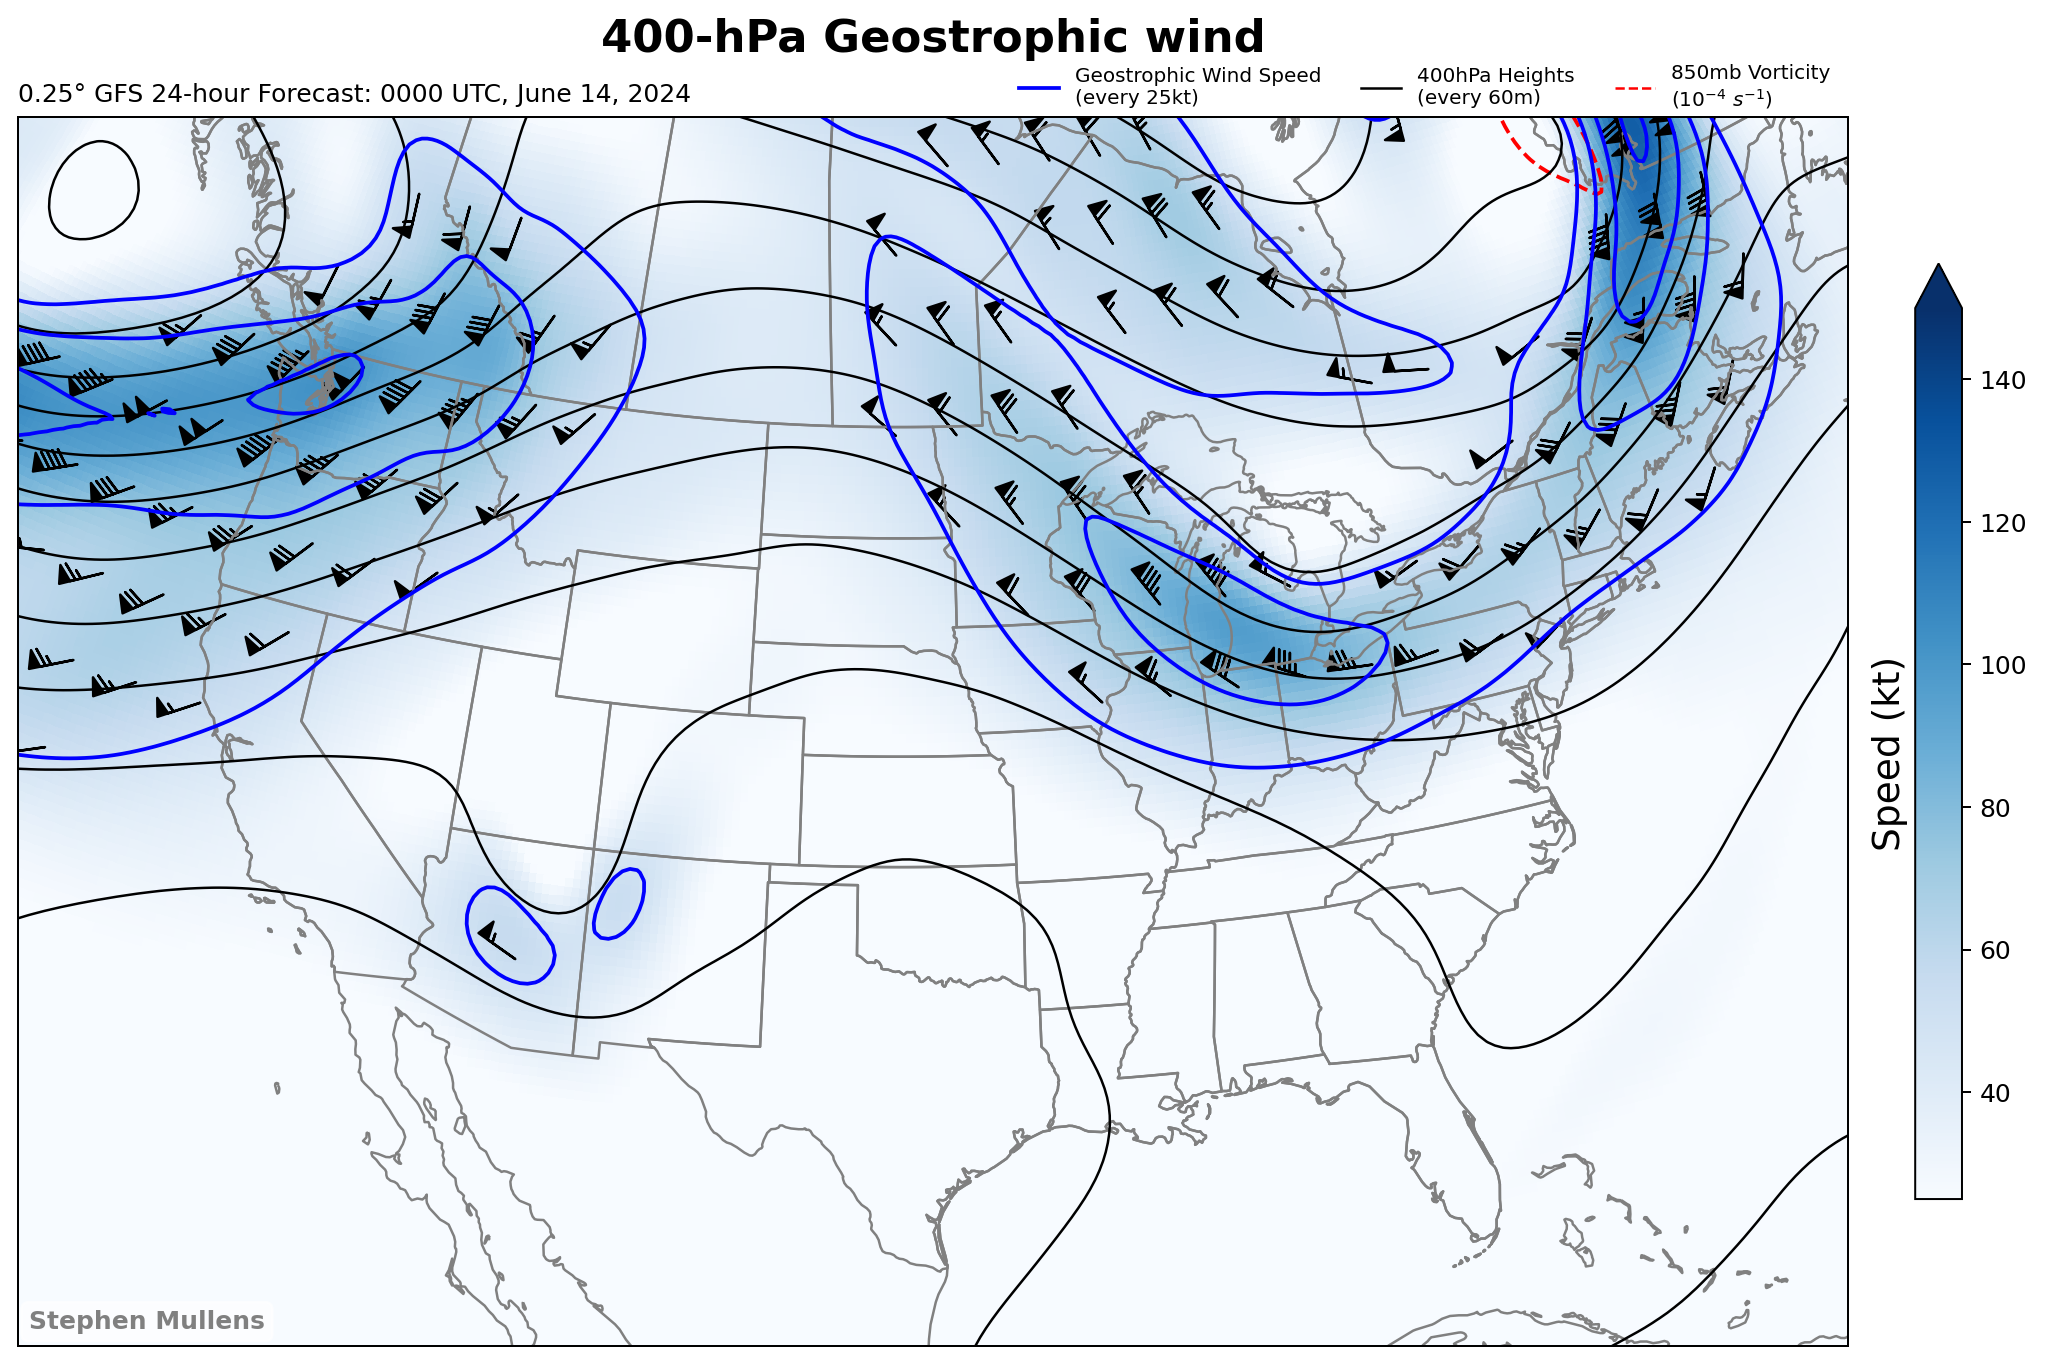 400-hPa Geostrophic wind
0.25° GFS 24-hour Forecast: 0000 UTC, June 14, 2024
Geostrophic Wind Speed
(every 25kt)
400hPa Heights
(every 60m)
850mb Vorticity
(10⁻⁴ s⁻¹)
140
120
100
80
60
40
Speed (kt)
Stephen Mullens